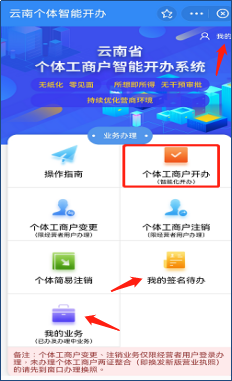 云南个体智能开办
我的
云南省
个体工商户智能开办系统
无纸化 零见面 所想即所得 无干预审批
持续优化营商环境
业务办理
操作指南
个体工商户开办
(智能化开办)
个体工商户变更
(限经营者用户办理)
个体工商户注销
(限经营者用户办理)
个体简易注销
我的签名待办
我的业务
(已办及办理中业务)
备注：个体工商户变更、注销业务仅限经营者用户登录办
理，未办理个体工商户两证整合（即换发新版营业执照）
的请先到窗口办理换照。